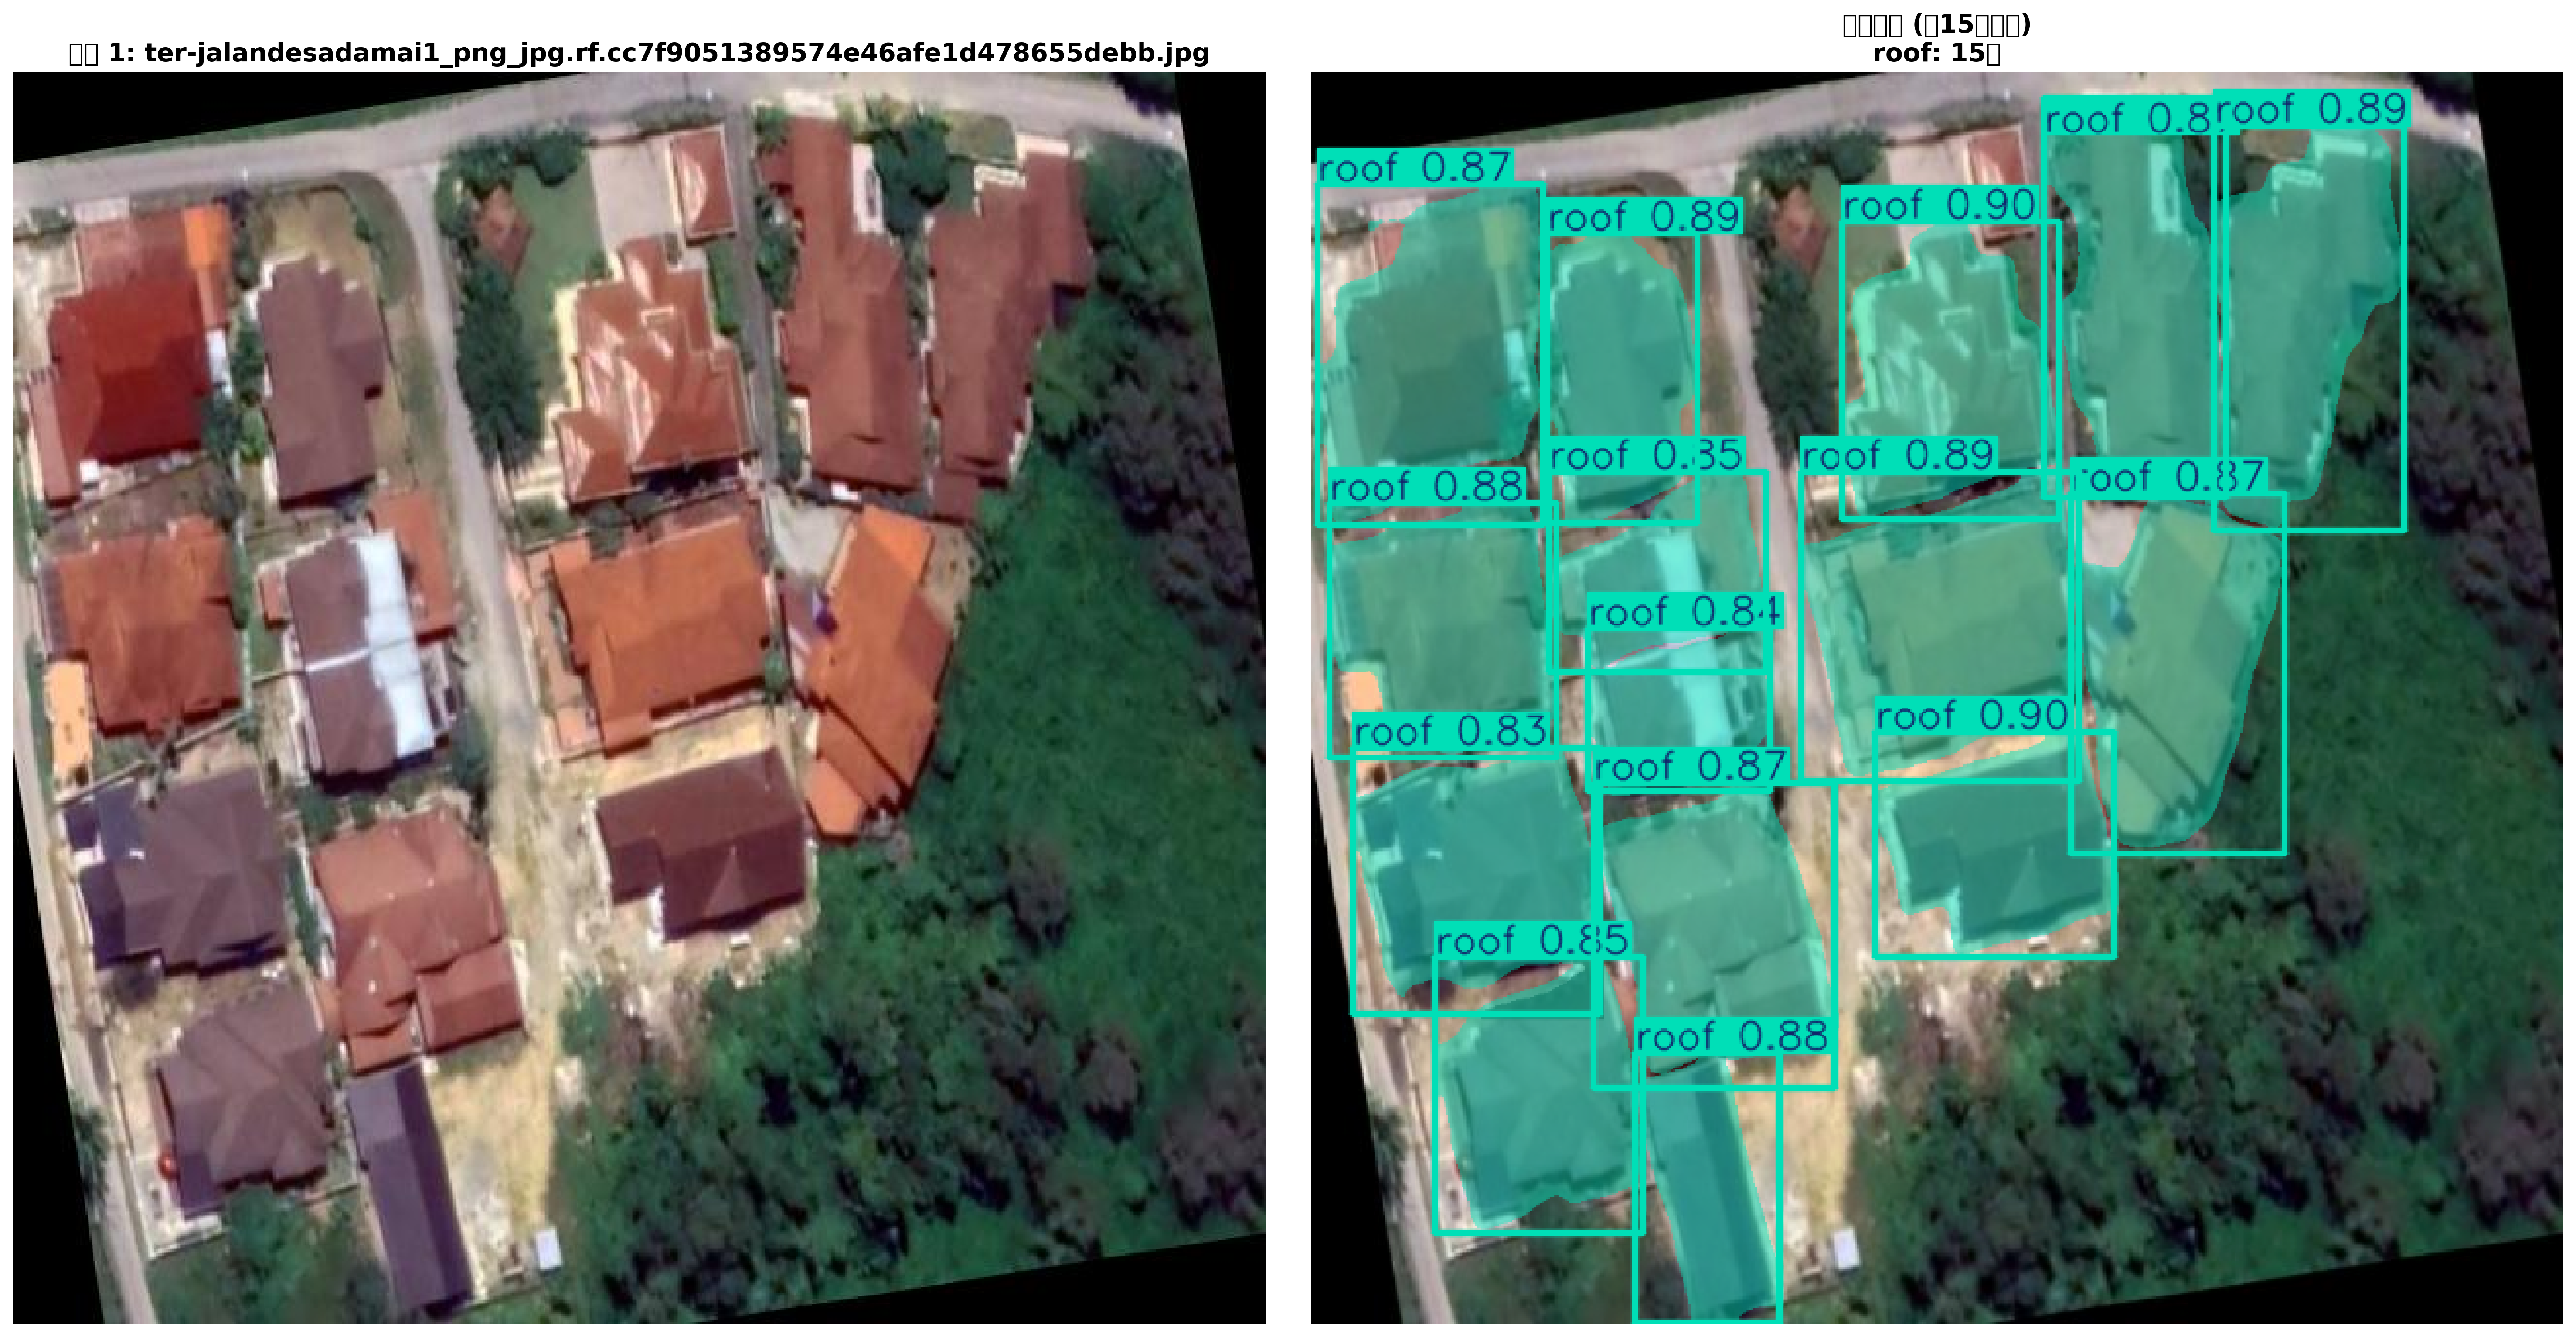 1: ter-jalandesadamai1_png_jpg.rf.cc7f9051389574e46afe1d478655debb.jpg
(15)
roof: 15
roof 0.8
roof 0.89
roof 0.87
roof 0.89
roof 0.90
roof 0.85
roof 0.89
roof 0.88
roof 0.87
roof 0.84
roof 0.83
roof 0.90
roof 0.87
roof 0.85
roof 0.88